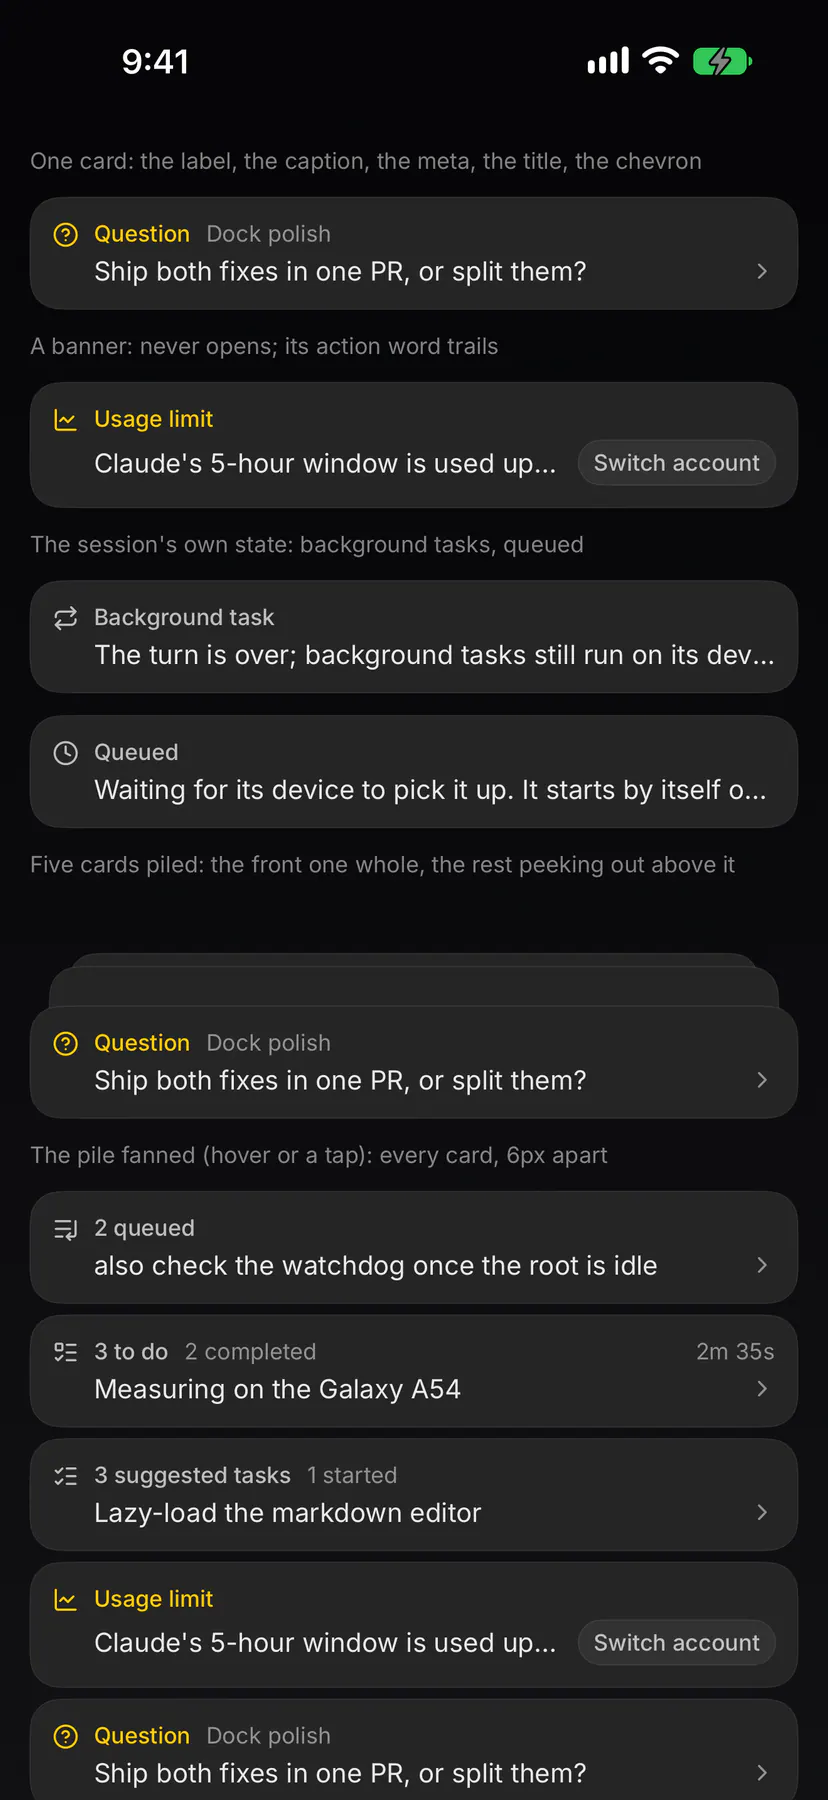 9:41
One card: the label, the caption, the meta, the title, the chevron
Question Dock polish
Ship both fixes in one PR, or split them?
A banner: never opens; its action word trails
Usage limit
Claude's 5-hour window is used up... Switch account
The session's own state: background tasks, queued
Background task
The turn is over; background tasks still run on its dev...
Queued
Waiting for its device to pick it up. It starts by itself o...
Five cards piled: the front one whole, the rest peeking out above it
Question Dock polish
Ship both fixes in one PR, or split them?
The pile fanned (hover or a tap): every card, 6px apart
2 queued
also check the watchdog once the root is idle
3 to do 2 completed 2m 35s
Measuring on the Galaxy A54
3 suggested tasks 1 started
Lazy-load the markdown editor
Usage limit
Claude's 5-hour window is used up... Switch account
Question Dock polish
Ship both fixes in one PR, or split them?